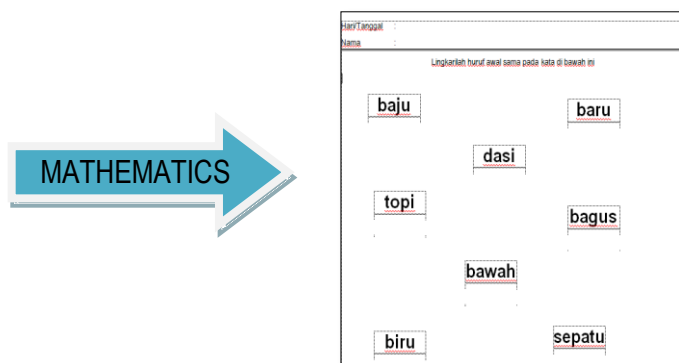 MATHEMATICS
Hari/Tanggal :
Nama :
Lingkarilah huruf awal sama pada kata di bawah ini
baju
baru
dasi
topi
bagus
bawah
biru
sepatu